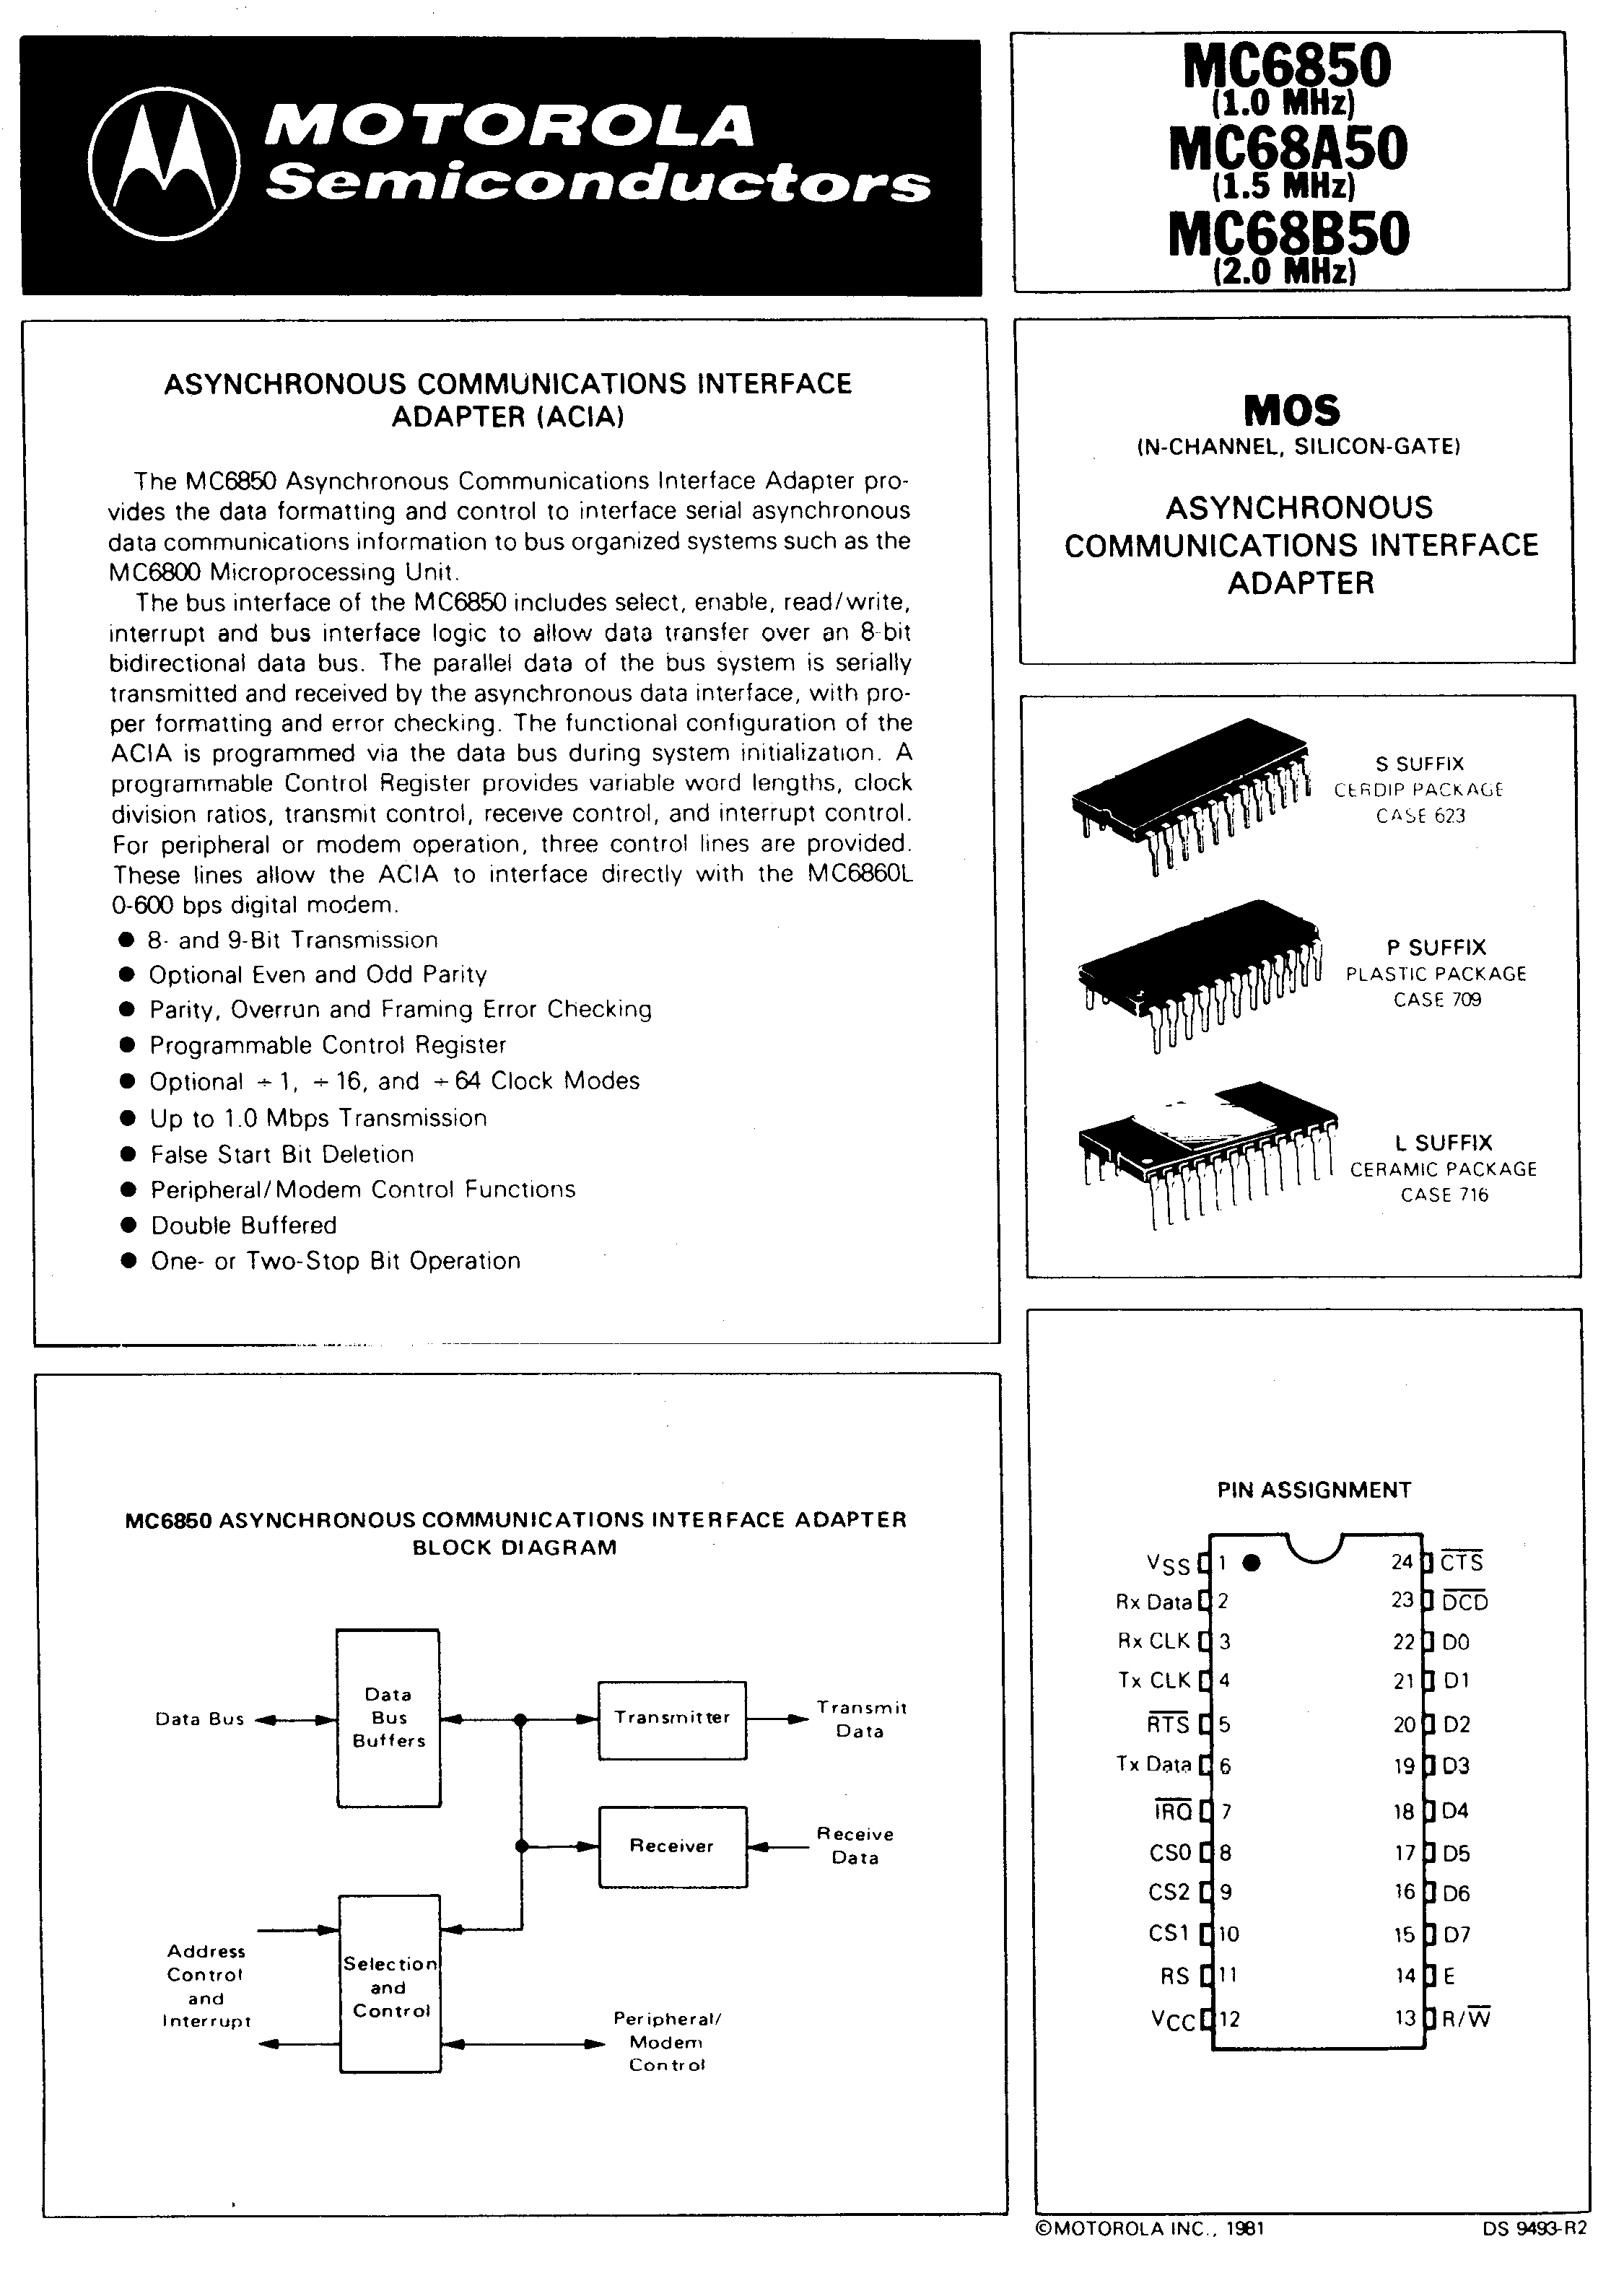 MOTOROLA
Semiconductors
MC6850
(1.0 MHz)
MC68A50
(1.5 MHz)
MC68B50
(2.0 MHz)
ASYNCHRONOUS COMMUNICATIONS INTERFACE
ADAPTER (ACIA)
The MC6850 Asynchronous Communications Interface Adapter pro-
vides the data formatting and control to interface serial asynchronous
data communications information to bus organized systems such as the
MC6800 Microprocessing Unit.
The bus interface of the MC6850 includes select, enable, read/write,
interrupt and bus interface logic to allow data transfer over an 8-bit
bidirectional data bus. The parallel data of the bus system is serially
transmitted and received by the asynchronous data interface, with pro-
per formatting and error checking. The functional configuration of the
ACIA is programmed via the data bus during system initialization. A
programmable Control Register provides variable word lengths, clock
division ratios, transmit control, receive control, and interrupt control.
For peripheral or modem operation, three control lines are provided.
These lines allow the ACIA to interface directly with the MC6860L
0-600 bps digital modem.
● 8- and 9-Bit Transmission
● Optional Even and Odd Parity
● Parity, Overrun and Framing Error Checking
● Programmable Control Register
● Optional ÷1, ÷16, and ÷64 Clock Modes
● Up to 1.0 Mbps Transmission
● False Start Bit Deletion
● Peripheral/Modem Control Functions
● Double Buffered
● One- or Two-Stop Bit Operation
MOS
(N-CHANNEL, SILICON-GATE)
ASYNCHRONOUS
COMMUNICATIONS INTERFACE
ADAPTER
S SUFFIX
CERDIP PACKAGE
CASE 623
P SUFFIX
PLASTIC PACKAGE
CASE 709
L SUFFIX
CERAMIC PACKAGE
CASE 716
MC6850 ASYNCHRONOUS COMMUNICATIONS INTERFACE ADAPTER
BLOCK DIAGRAM
Data Bus
Data
Bus
Buffers
Transmitter
Transmit
Data
Receiver
Receive
Data
Address
Control
and
Interrupt
Selection
and
Control
Peripheral/
Modem
Control
PIN ASSIGNMENT
VSS 1 24 C̅T̅S̅
Rx Data 2 23 D̅C̅D̅
Rx CLK 3 22 D0
Tx CLK 4 21 D1
R̅T̅S̅ 5 20 D2
Tx Data 6 19 D3
I̅R̅Q̅ 7 18 D4
CS0 8 17 D5
CS2 9 16 D6
CS1 10 15 D7
RS 11 14 E
VCC 12 13 R/W̅
©MOTOROLA INC., 1981
DS 9493-R2